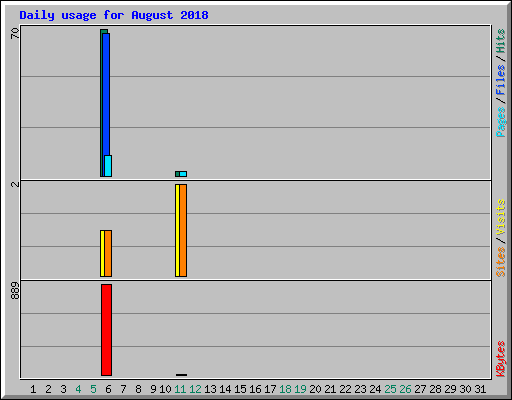 Daily usage for August 2018
70
2
889
Pages / Files / Hits
Sites / Visits
KBytes
1 2 3 4 5 6 7 8 9 10 11 12 13 14 15 16 17 18 19 20 21 22 23 24 25 26 27 28 29 30 31